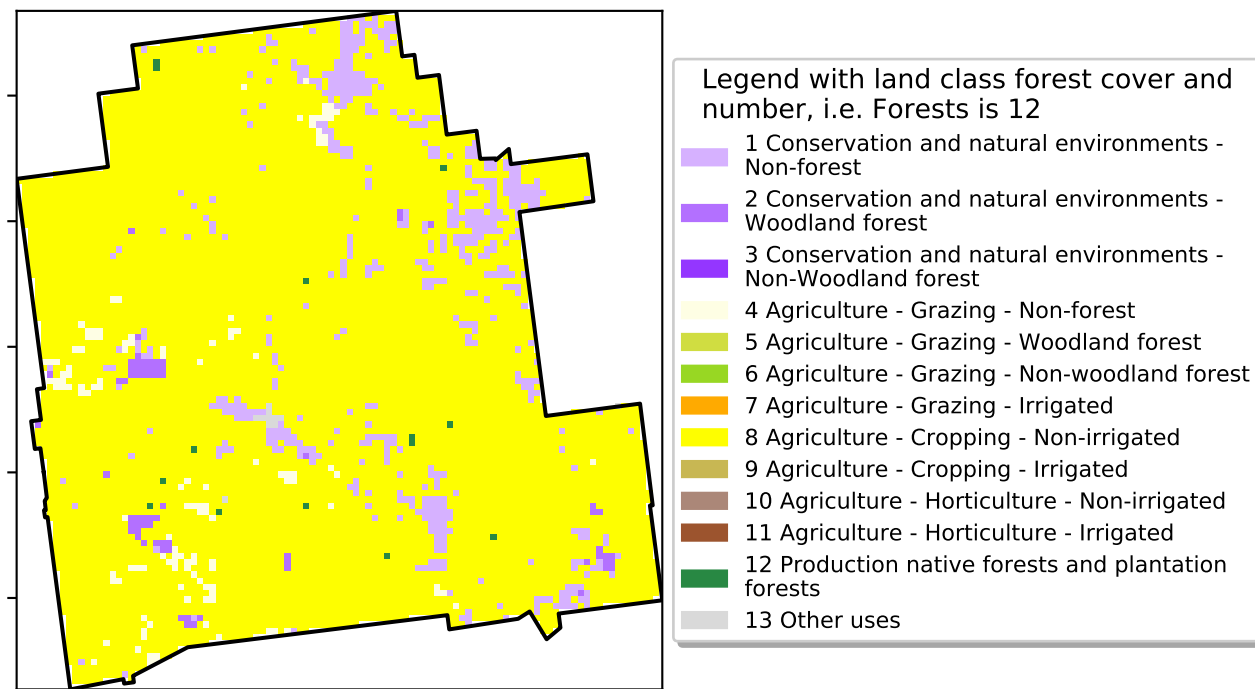 Legend with land class forest cover and
number, i.e. Forests is 12
1 Conservation and natural environments -
Non-forest
2 Conservation and natural environments -
Woodland forest
3 Conservation and natural environments -
Non-Woodland forest
4 Agriculture - Grazing - Non-forest
5 Agriculture - Grazing - Woodland forest
6 Agriculture - Grazing - Non-woodland forest
7 Agriculture - Grazing - Irrigated
8 Agriculture - Cropping - Non-irrigated
9 Agriculture - Cropping - Irrigated
10 Agriculture - Horticulture - Non-irrigated
11 Agriculture - Horticulture - Irrigated
12 Production native forests and plantation
forests
13 Other uses